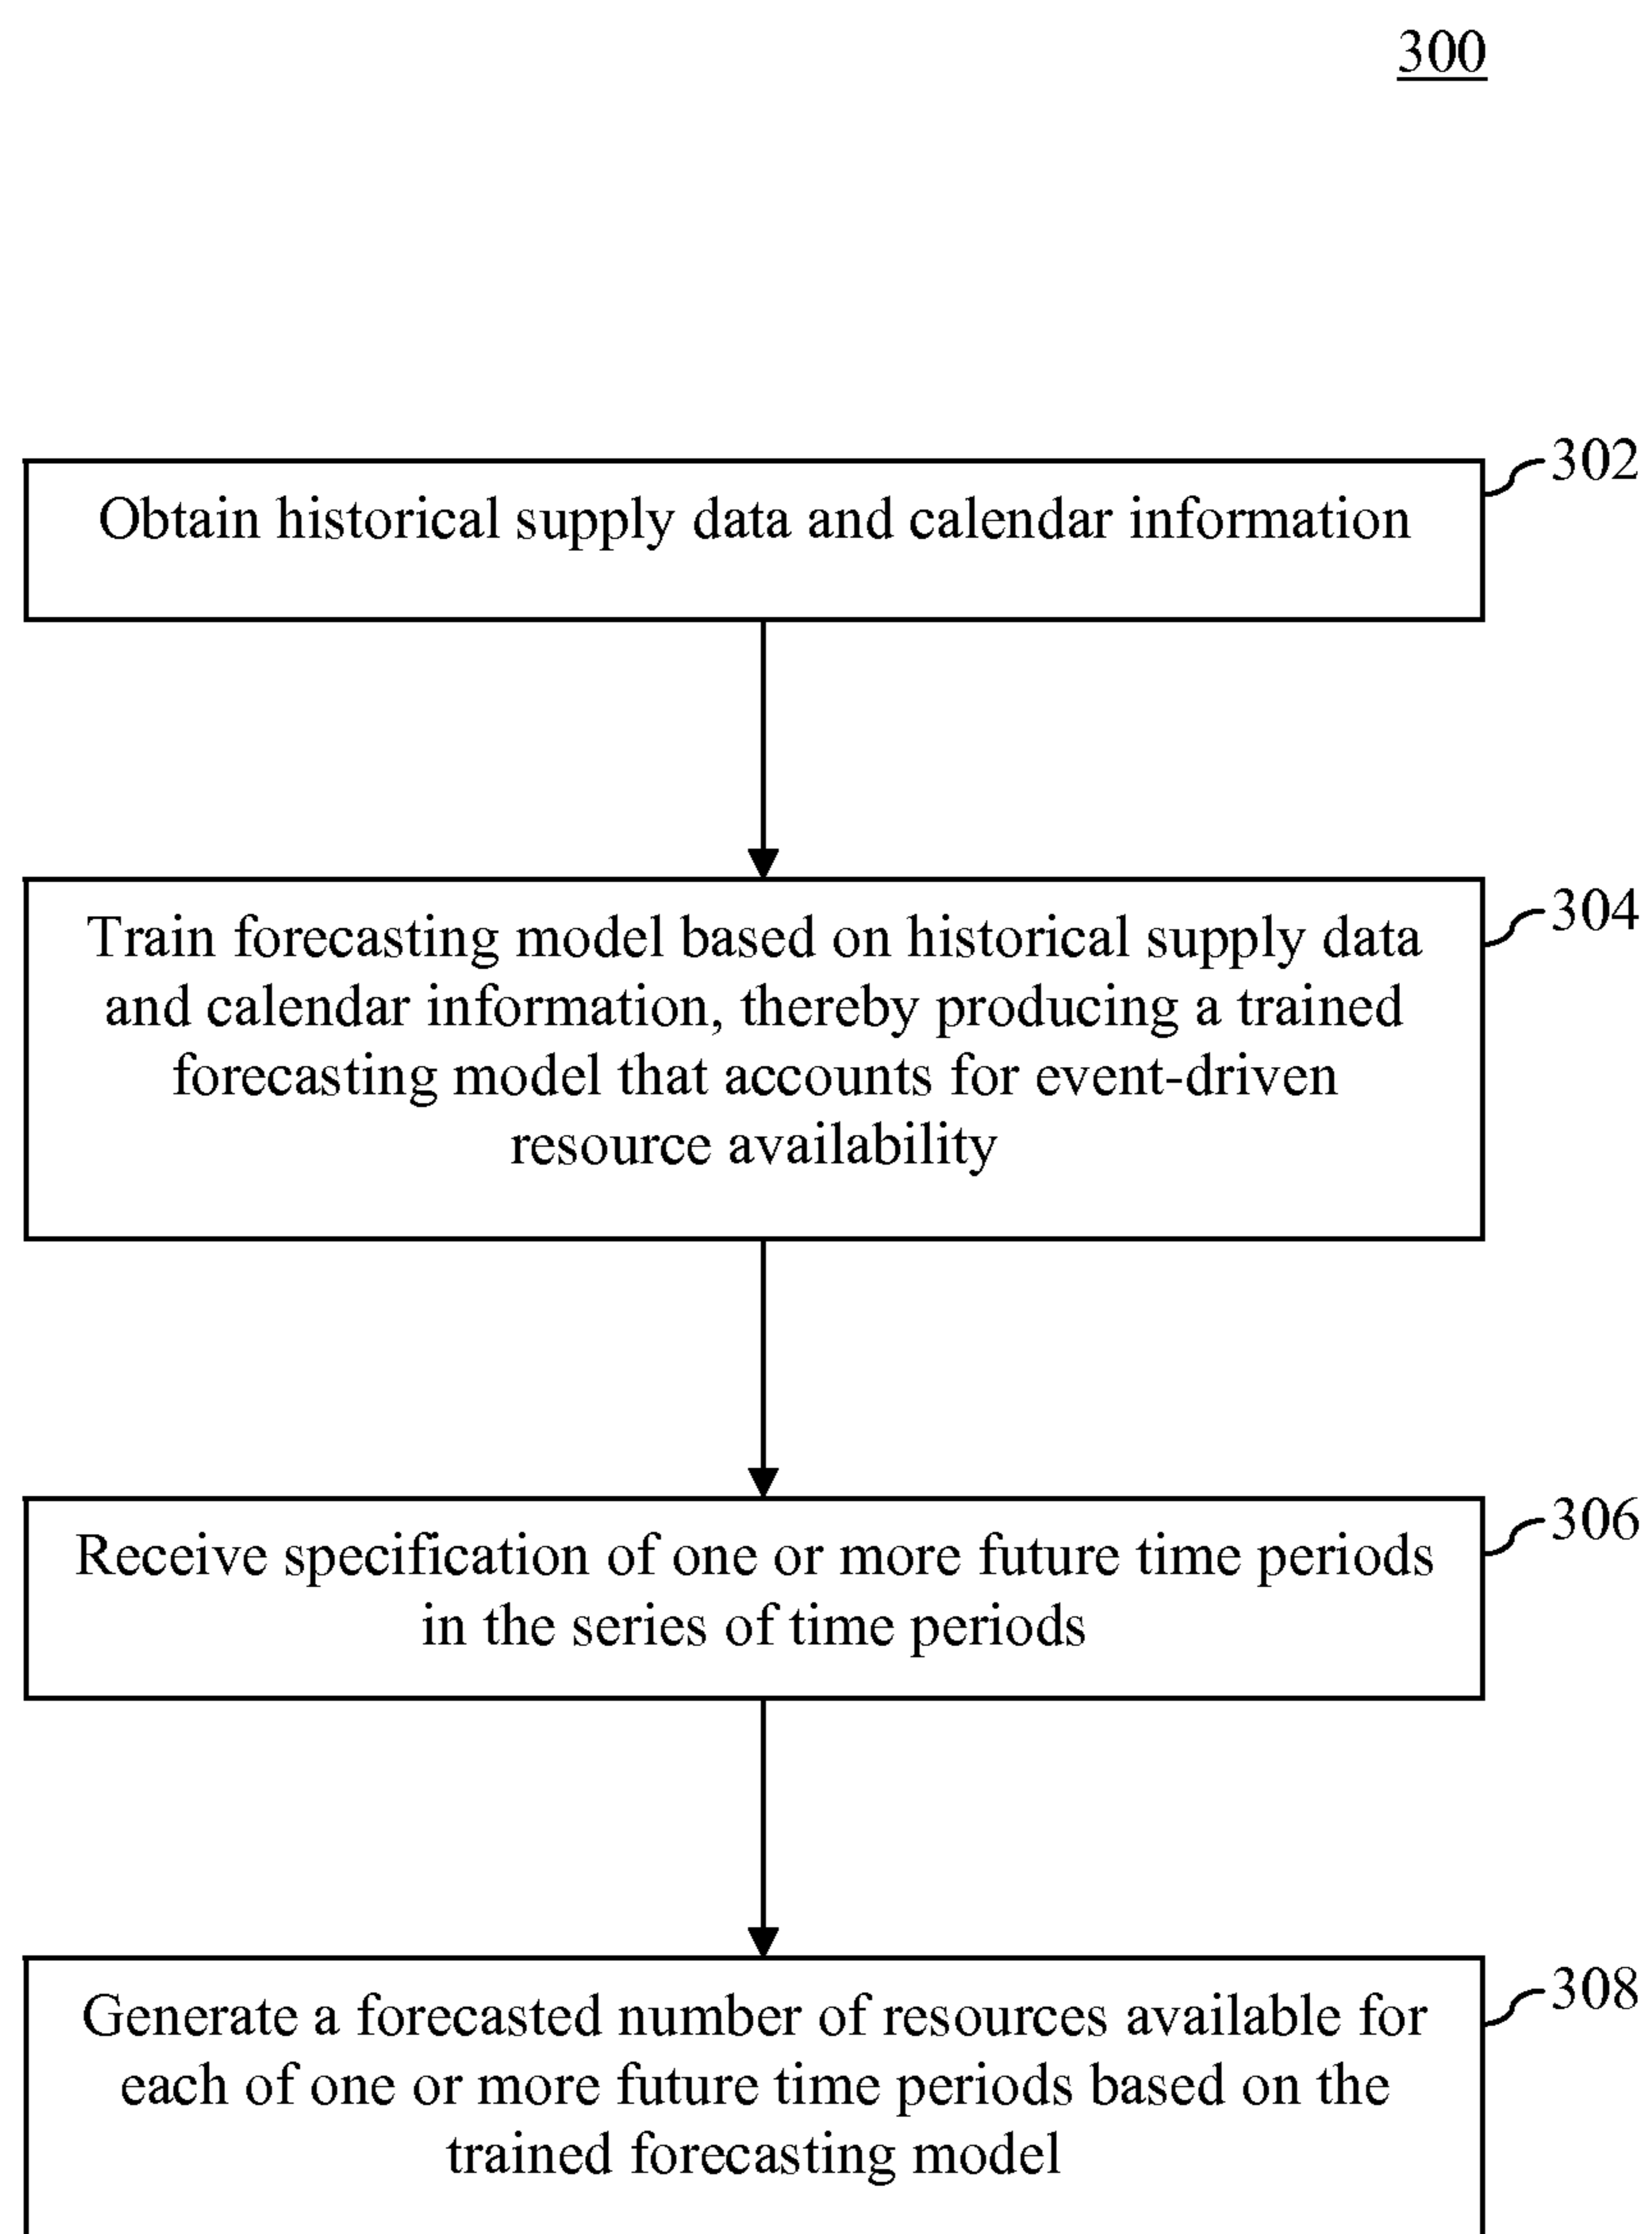 300
302
Obtain historical supply data and calendar information
304
Train forecasting model based on historical supply data
and calendar information, thereby producing a trained
forecasting model that accounts for event-driven
resource availability
306
Receive specification of one or more future time periods
in the series of time periods
308
Generate a forecasted number of resources available for
each of one or more future time periods based on the
trained forecasting model